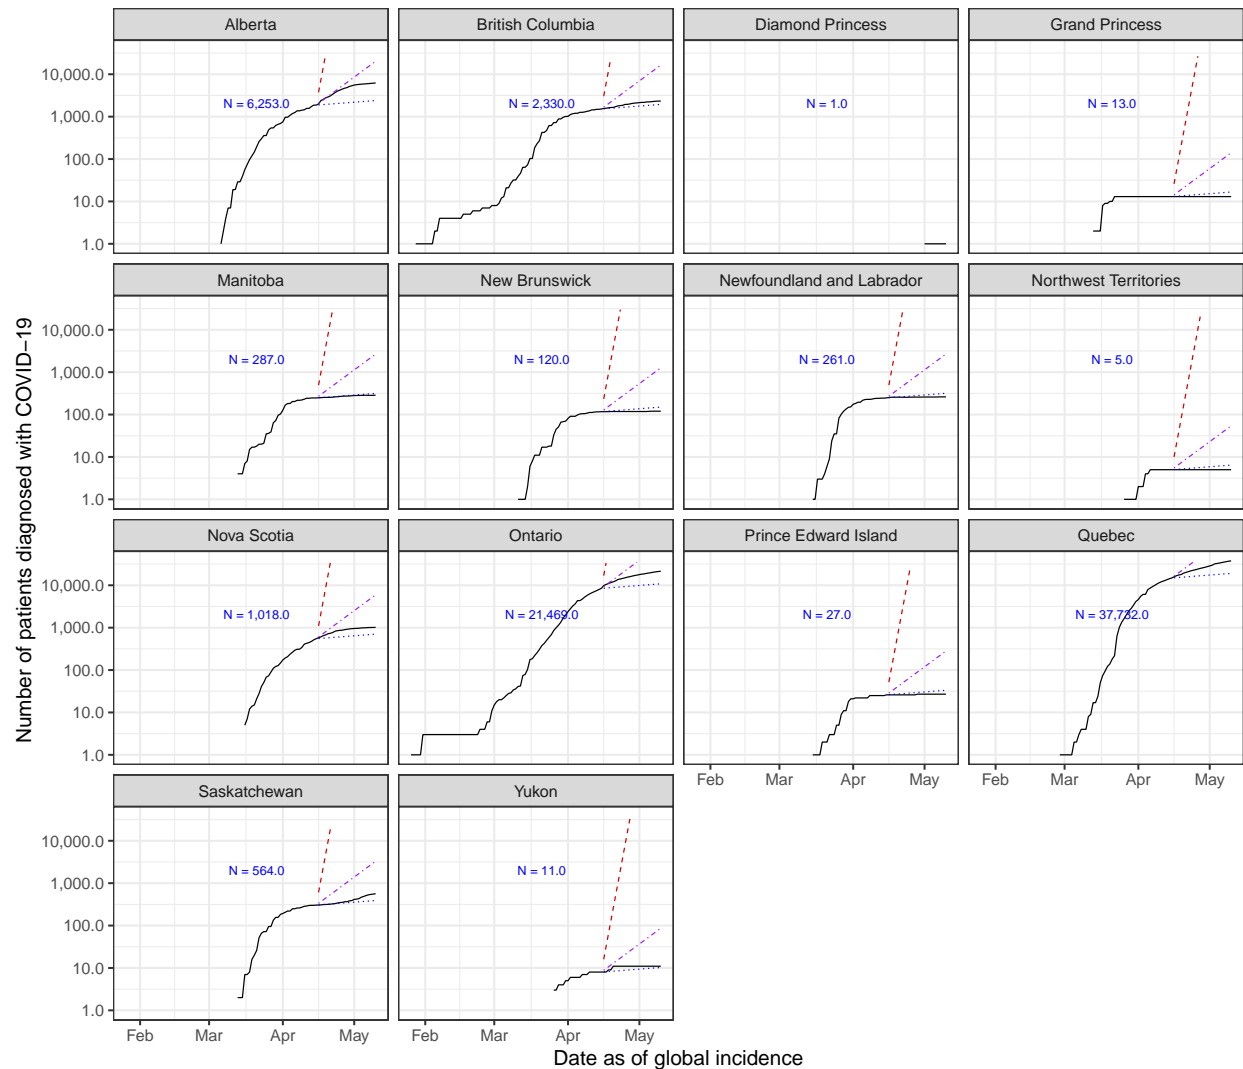 Alberta
British Columbia
Diamond Princess
Grand Princess
10,000.0
1,000.0
100.0
10.0
1.0
N = 6,253.0
N = 2,330.0
N = 1.0
N = 13.0
Manitoba
New Brunswick
Newfoundland and Labrador
Northwest Territories
10,000.0
1,000.0
100.0
10.0
1.0
N = 287.0
N = 120.0
N = 261.0
N = 5.0
Number of patients diagnosed with COVID−19
Nova Scotia
Ontario
Prince Edward Island
Quebec
10,000.0
1,000.0
100.0
10.0
1.0
N = 1,018.0
N = 21,469.0
N = 27.0
N = 37,732.0
Feb Mar Apr May
Feb Mar Apr May
Saskatchewan
Yukon
10,000.0
1,000.0
100.0
10.0
1.0
N = 564.0
N = 11.0
Feb Mar Apr May
Feb Mar Apr May
Date as of global incidence